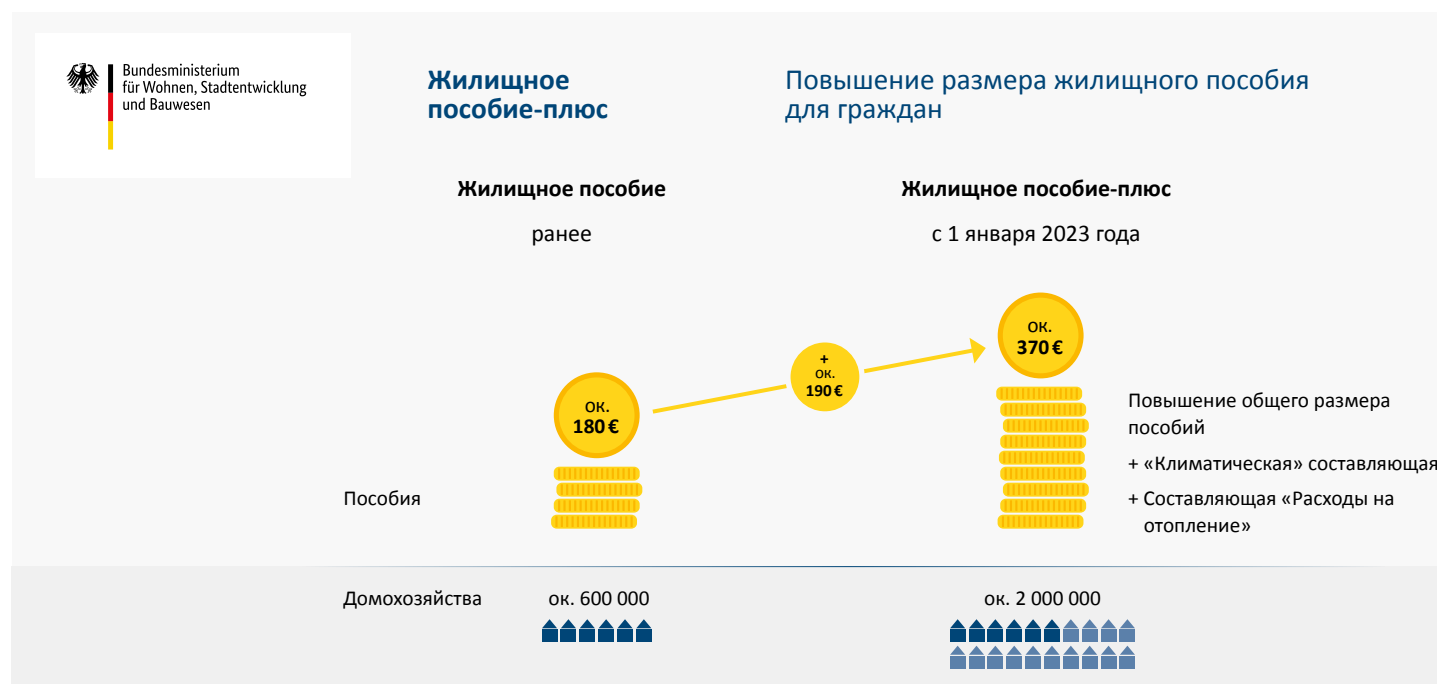 Bundesministerium
für Wohnen, Stadtentwicklung
und Bauwesen
Жилищное
пособие-плюс
Повышение размера жилищного пособия
для граждан
Жилищное пособие
ранее
Жилищное пособие-плюс
с 1 января 2023 года
ок.
180 €
+
ок.
190 €
ок.
370 €
Пособия
Повышение общего размера
пособий
+ «Климатическая» составляющая
+ Составляющая «Расходы на
отопление»
Домохозяйства
ок. 600 000
ок. 2 000 000